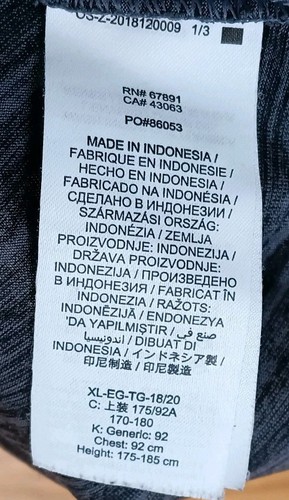 OS-Z-2018120009 1/3
RN# 67891
CA# 43063
PO#86053
MADE IN INDONESIA /
FABRIQUE EN INDONESIE /
HECHO EN INDONESIA /
FABRICADO NA INDONÉSIA /
СДЕЛАНО В ИНДОНЕЗИИ /
SZÁRMAZÁSI ORSZÁG:
INDONÉZIA / ZEMLJA
PROIZVODNJE: INDONEZIJA /
DRŽAVA PROIZVODNJE:
INDONEZIJA / ПРОИЗВЕДЕНО
В ИНДОНЕЗИЯ / FABRICAT ÎN
INDONEZIA / RAŽOTS:
INDONĒZIJĀ / ENDONEZYA
'DA YAPILMIŞTIR / صنع في
اندونيسيا / DIBUAT DI
INDONESIA / インドネシア製 /
印尼制造 / 印尼製造
XL-EG-TG-18/20
C: 上装 175/92A
170-180
K: Generic: 92
Chest: 92 cm
Height: 175-185 cm